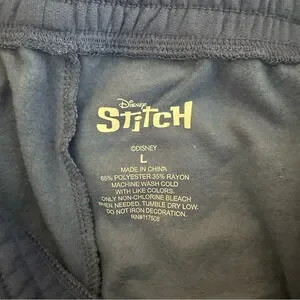 Disney
STITCH
©DISNEY
L
MADE IN CHINA
65% POLYESTER 35% RAYON
MACHINE WASH COLD
WITH LIKE COLORS.
ONLY NON-CHLORINE BLEACH
WHEN NEEDED. TUMBLE DRY LOW.
DO NOT IRON DECORATION.
RN#117508